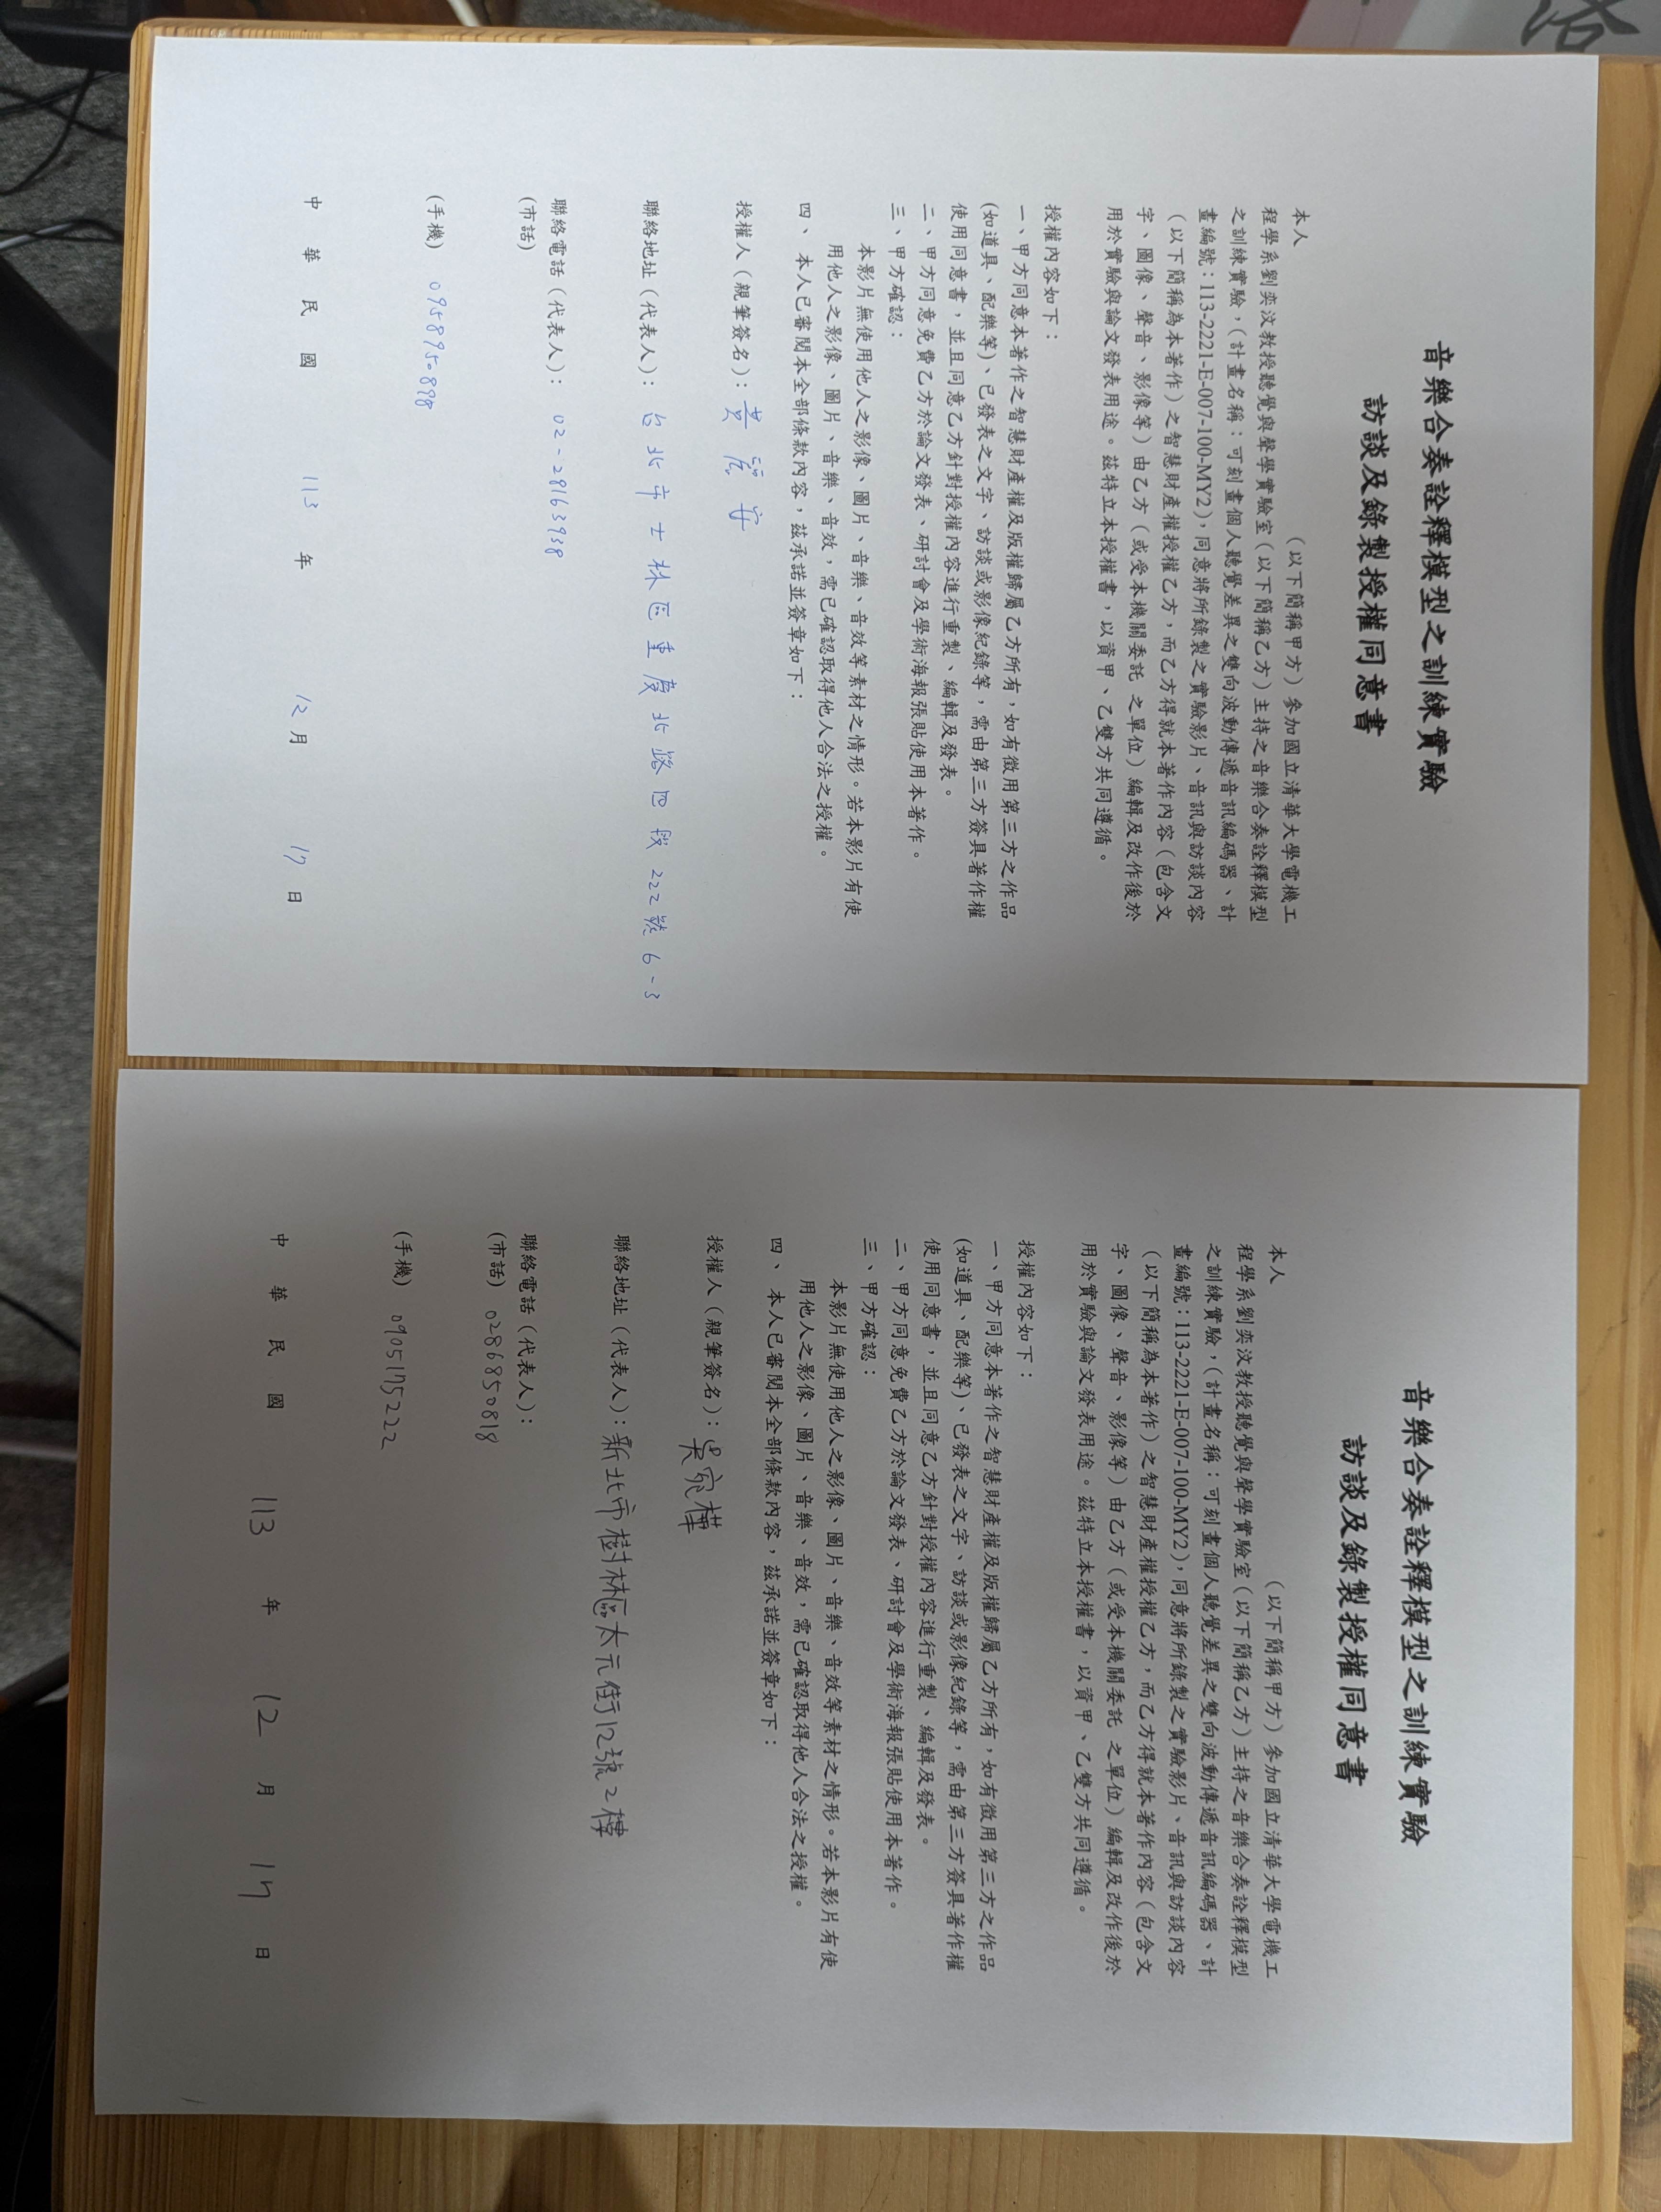 洛
音樂合奏詮釋模型之訓練實驗
訪談及錄製授權同意書
本人　　　　　　　　（以下簡稱甲方）參加國立清華大學電機工
程學系劉奕汶教授聽覺與聲學實驗室（以下簡稱乙方）主持之音樂合奏詮釋模型
之訓練實驗，（計畫名稱：可刻畫個人聽覺差異之雙向波動傳遞音訊編碼器、計
畫編號：113-2221-E-007-100-MY2），同意將所錄製之實驗影片、音訊與訪談內容
（以下簡稱為本著作）之智慧財產權授權乙方，而乙方得就本著作內容（包含文
字、圖像、聲音、影像等）由乙方（或受本機關委託 之單位）編輯及改作後於
用於實驗與論文發表用途。茲特立本授權書，以資甲、乙雙方共同遵循。
授權內容如下：
一、甲方同意本著作之智慧財產權及版權歸屬乙方所有，如有徵用第三方之作品
(如道具、配樂等)、已發表之文字、訪談或影像紀錄等，需由第三方簽具著作權
使用同意書，並且同意乙方針對授權內容進行重製、編輯及發表。
二、甲方同意免費乙方於論文發表、研討會及學術海報張貼使用本著作。
三、甲方確認：
本影片無使用他人之影像、圖片、音樂、音效等素材之情形。若本影片有使
用他人之影像、圖片、音樂、音效，需已確認取得他人合法之授權。
四、 本人已審閱本全部條款內容，茲承諾並簽章如下：
授權人（親筆簽名）：黃
聯絡地址（代表人）：台北市士林區重慶北路四段222號6-3
聯絡電話（代表人）：02-28163938
(市話)
(手機) 0958950898
中 華 民 國 113 年 12 月 17 日
音樂合奏詮釋模型之訓練實驗
訪談及錄製授權同意書
本人　　　　　　　　（以下簡稱甲方）參加國立清華大學電機工
程學系劉奕汶教授聽覺與聲學實驗室（以下簡稱乙方）主持之音樂合奏詮釋模型
之訓練實驗，（計畫名稱：可刻畫個人聽覺差異之雙向波動傳遞音訊編碼器、計
畫編號：113-2221-E-007-100-MY2），同意將所錄製之實驗影片、音訊與訪談內容
（以下簡稱為本著作）之智慧財產權授權乙方，而乙方得就本著作內容（包含文
字、圖像、聲音、影像等）由乙方（或受本機關委託 之單位）編輯及改作後於
用於實驗與論文發表用途。茲特立本授權書，以資甲、乙雙方共同遵循。
授權內容如下：
一、甲方同意本著作之智慧財產權及版權歸屬乙方所有，如有徵用第三方之作品
(如道具、配樂等)、已發表之文字、訪談或影像紀錄等，需由第三方簽具著作權
使用同意書，並且同意乙方針對授權內容進行重製、編輯及發表。
二、甲方同意免費乙方於論文發表、研討會及學術海報張貼使用本著作。
三、甲方確認：
本影片無使用他人之影像、圖片、音樂、音效等素材之情形。若本影片有使
用他人之影像、圖片、音樂、音效，需已確認取得他人合法之授權。
四、 本人已審閱本全部條款內容，茲承諾並簽章如下：
授權人（親筆簽名）：吳宛樺
聯絡地址（代表人）：新北市樹林區太元街12號2樓
聯絡電話（代表人）：
(市話) 0286850818
(手機) 0905175222
中 華 民 國 113 年 12 月 17 日